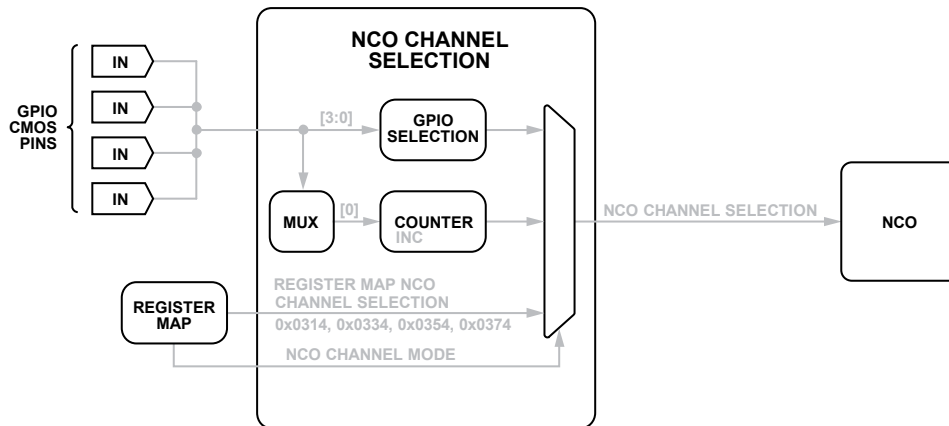 NCO CHANNEL
SELECTION
GPIO
CMOS
PINS
IN
IN
IN
IN
[3:0]
GPIO
SELECTION
MUX
[0]
COUNTER
INC
NCO CHANNEL SELECTION
NCO
REGISTER
MAP
REGISTER MAP NCO
CHANNEL SELECTION
0x0314, 0x0334, 0x0354, 0x0374
NCO CHANNEL MODE